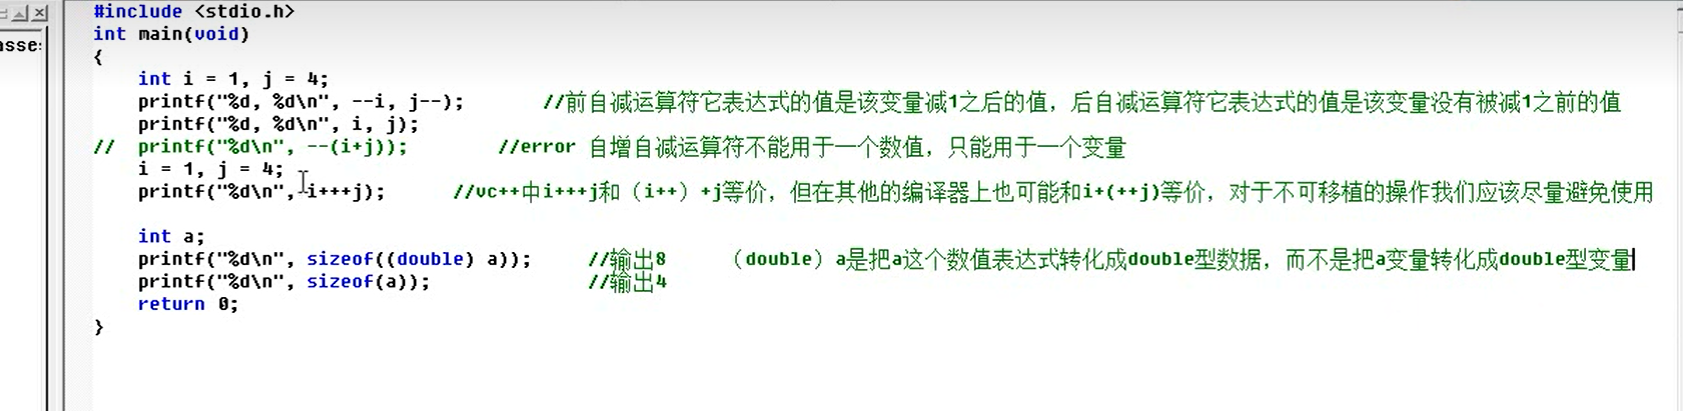 #include <stdio.h>
int main(void)
{
    int i = 1, j = 4;
    printf("%d, %d\n", --i, j--);       //前自减运算符它表达式的值是该变量减1之后的值，后自减运算符它表达式的值是该变量没有被减1之前的值
    printf("%d, %d\n", i, j);
//  printf("%d\n", --(i+j));        //error 自增自减运算符不能用于一个数值，只能用于一个变量
    i = 1, j = 4;
    printf("%d\n", i+++j);      //vc++中i+++j和（i++）+j等价，但在其他的编译器上也可能和i+(++j)等价，对于不可移植的操作我们应该尽量避免使用
asses
    int a;
    printf("%d\n", sizeof((double) a));     //输出8      （double）a是把a这个数值表达式转化成double型数据，而不是把a变量转化成double型变量
    printf("%d\n", sizeof(a));              //输出4
    return 0;
}